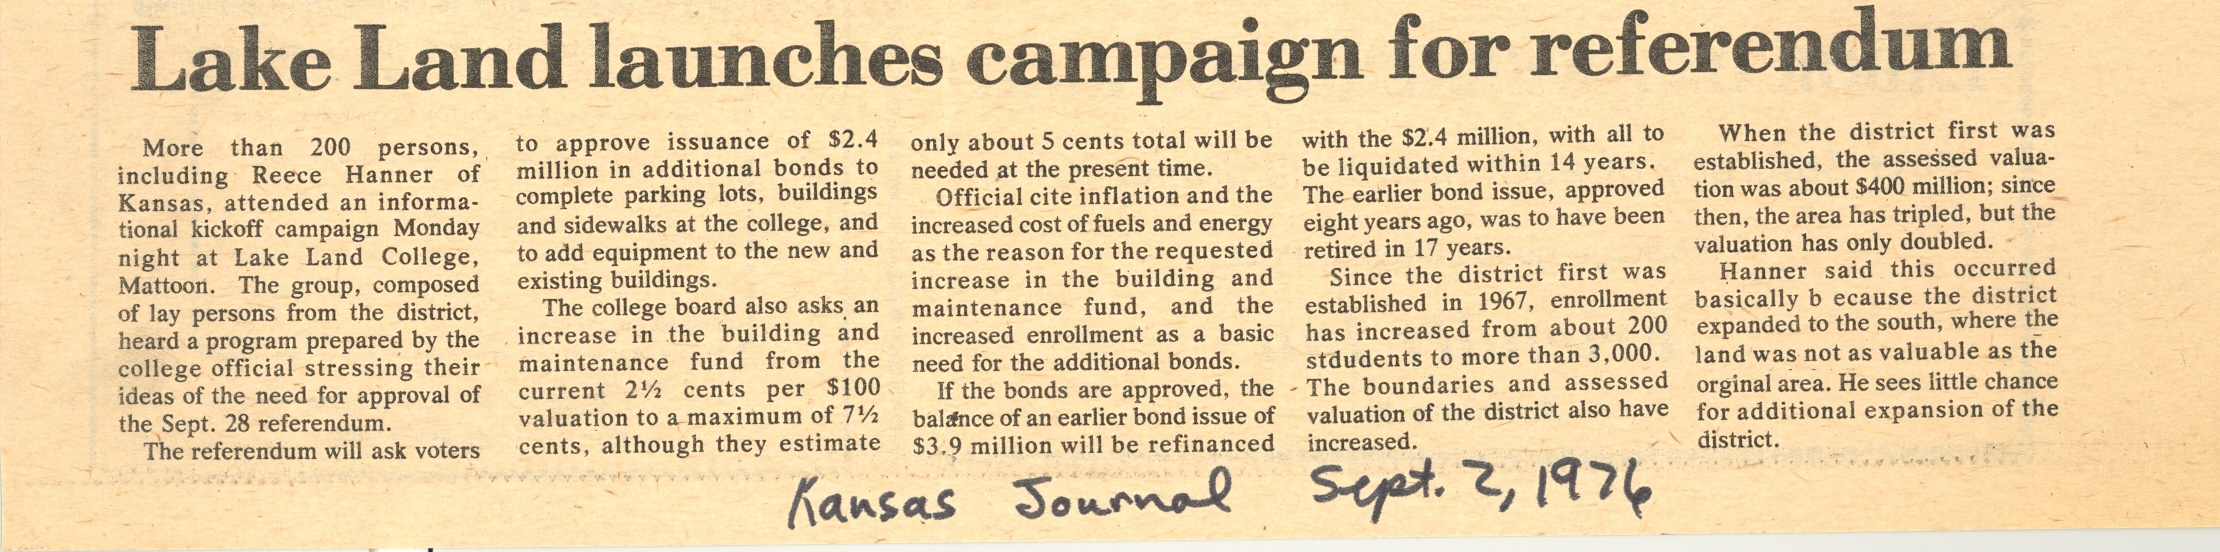 Lake Land launches campaign for referendum
More than 200 persons,
including Reece Hanner of
Kansas, attended an informa-
tional kickoff campaign Monday
night at Lake Land College,
Mattoon. The group, composed
of lay persons from the district,
heard a program prepared by the
college official stressing their
ideas of the need for approval of
the Sept. 28 referendum.
The referendum will ask voters
to approve issuance of $2.4
million in additional bonds to
complete parking lots, buildings
and sidewalks at the college, and
to add equipment to the new and
existing buildings.
The college board also asks an
increase in the building and
maintenance fund from the
current 2½ cents per $100
valuation to a maximum of 7½
cents, although they estimate
only about 5 cents total will be
needed at the present time.
Official cite inflation and the
increased cost of fuels and energy
as the reason for the requested
increase in the building and
maintenance fund, and the
increased enrollment as a basic
need for the additional bonds.
If the bonds are approved, the
balance of an earlier bond issue of
$3.9 million will be refinanced
with the $2.4 million, with all to
be liquidated within 14 years.
The earlier bond issue, approved
eight years ago, was to have been
retired in 17 years.
Since the district first was
established in 1967, enrollment
has increased from about 200
stdudents to more than 3,000.
The boundaries and assessed
valuation of the district also have
increased.
When the district first was
established, the assessed valua-
tion was about $400 million; since
then, the area has tripled, but the
valuation has only doubled.
Hanner said this occurred
basically b ecause the district
expanded to the south, where the
land was not as valuable as the
orginal area. He sees little chance
for additional expansion of the
district.
Kansas Journal Sept. 2, 1976